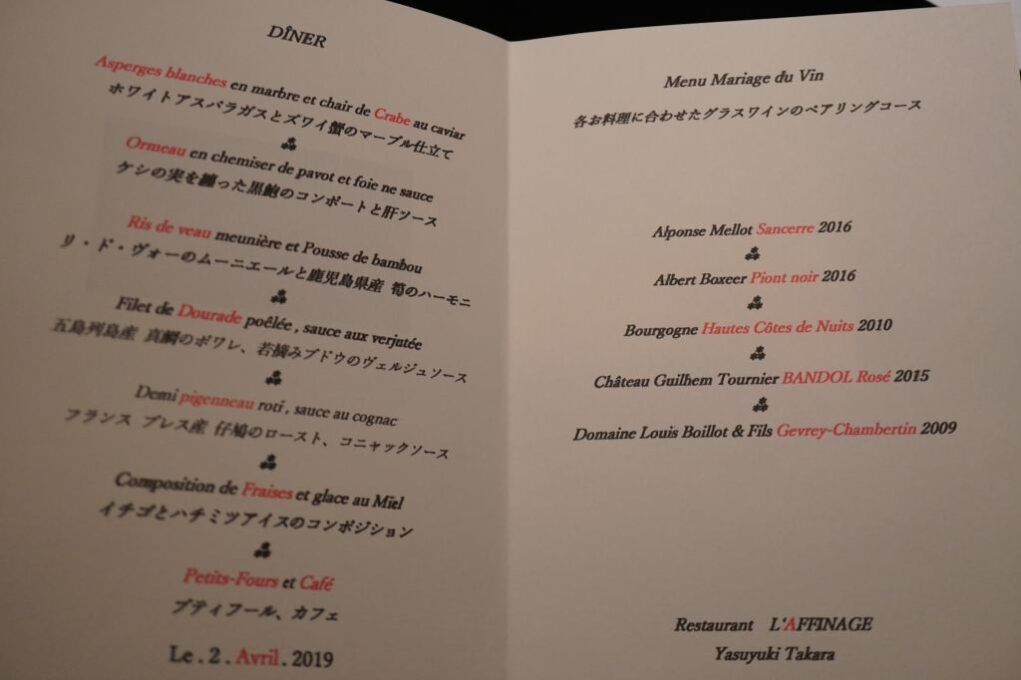 DÎNER
Asperges blanches en marbre et chair de Crabe au caviar
ホワイトアスパラガスとズワイ蟹のマーブル仕立て
Ormeau en chemiser de pavot et foie ne sauce
ケシの実を纏った黒鮑のコンポートと肝ソース
Ris de veau meunière et Pousse de bambou
リ・ド・ヴォーのムーニエールと鹿児島県産 筍のハーモニ
Filet de Dourade poêlée , sauce aux verjutée
五島列島産 真鯛のポワレ、若摘みブドウのヴェルジュソース
Demi pigenneau roti , sauce au cognac
フランス ブレス産 仔鳩のロースト、コニャックソース
Composition de Fraises et glace au Miel
イチゴとハチミツアイスのコンポジション
Petits-Fours et Café
プティフール、カフェ
Le . 2 . Avril . 2019
Menu Mariage du Vin
各お料理に合わせたグラスワインのペアリングコース
Alponse Mellot Sancerre 2016
Albert Boxeer Piont noir 2016
Bourgogne Hautes Côtes de Nuits 2010
Château Guilhem Tournier BANDOL Rosé 2015
Domaine Louis Boillot & Fils Gevrey-Chambertin 2009
Restaurant L'AFFINAGE
Yasuyuki Takara